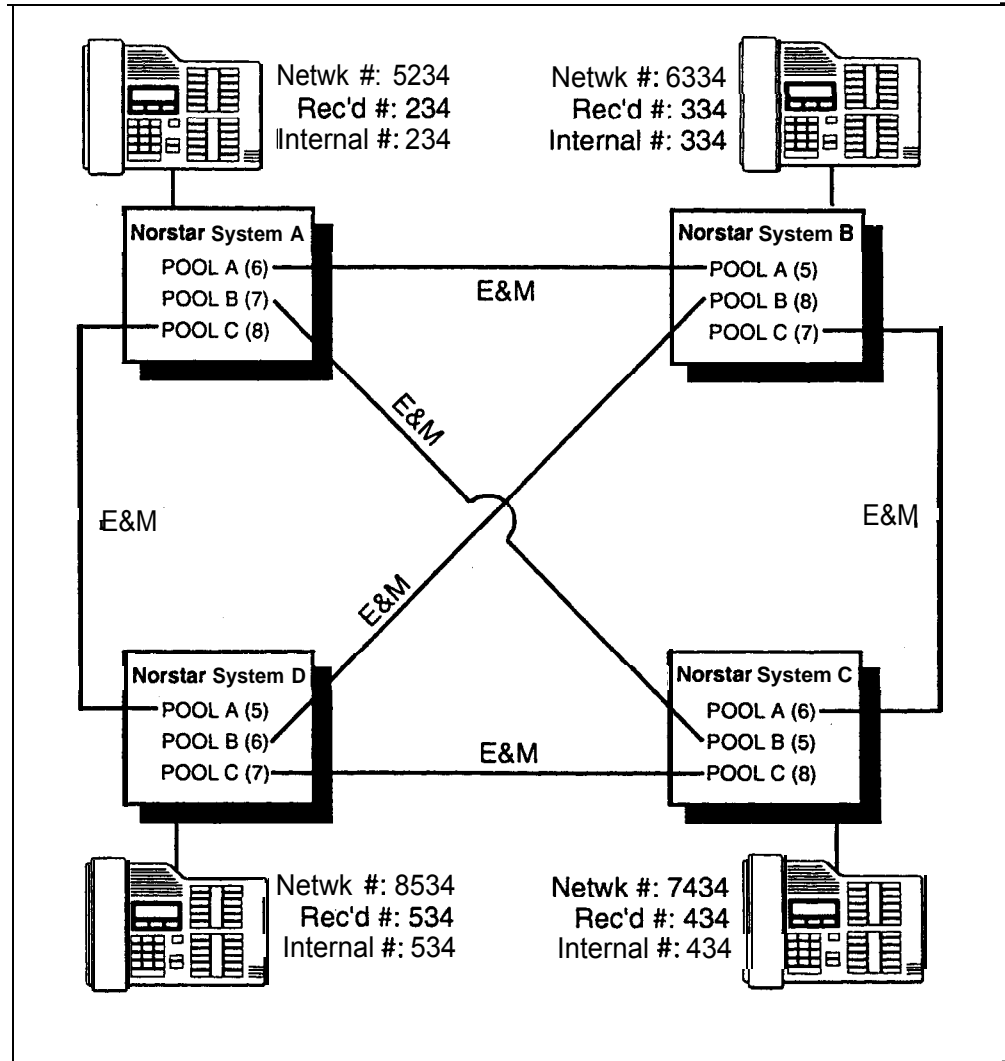 Netwk #: 5234
Rec'd #: 234
Internal #: 234
Netwk #: 6334
Rec'd #: 334
Internal #: 334
Norstar System A
POOL A (6)
POOL B (7)
POOL C (8)
Norstar System B
POOL A (5)
POOL B (8)
POOL C (7)
E&M
E&M
E&M
E&M
E&M
Norstar System D
POOL A (5)
POOL B (6)
POOL C (7)
Norstar System C
POOL A (6)
POOL B (5)
POOL C (8)
E&M
Netwk #: 8534
Rec'd #: 534
Internal #: 534
Netwk #: 7434
Rec'd #: 434
Internal #: 434